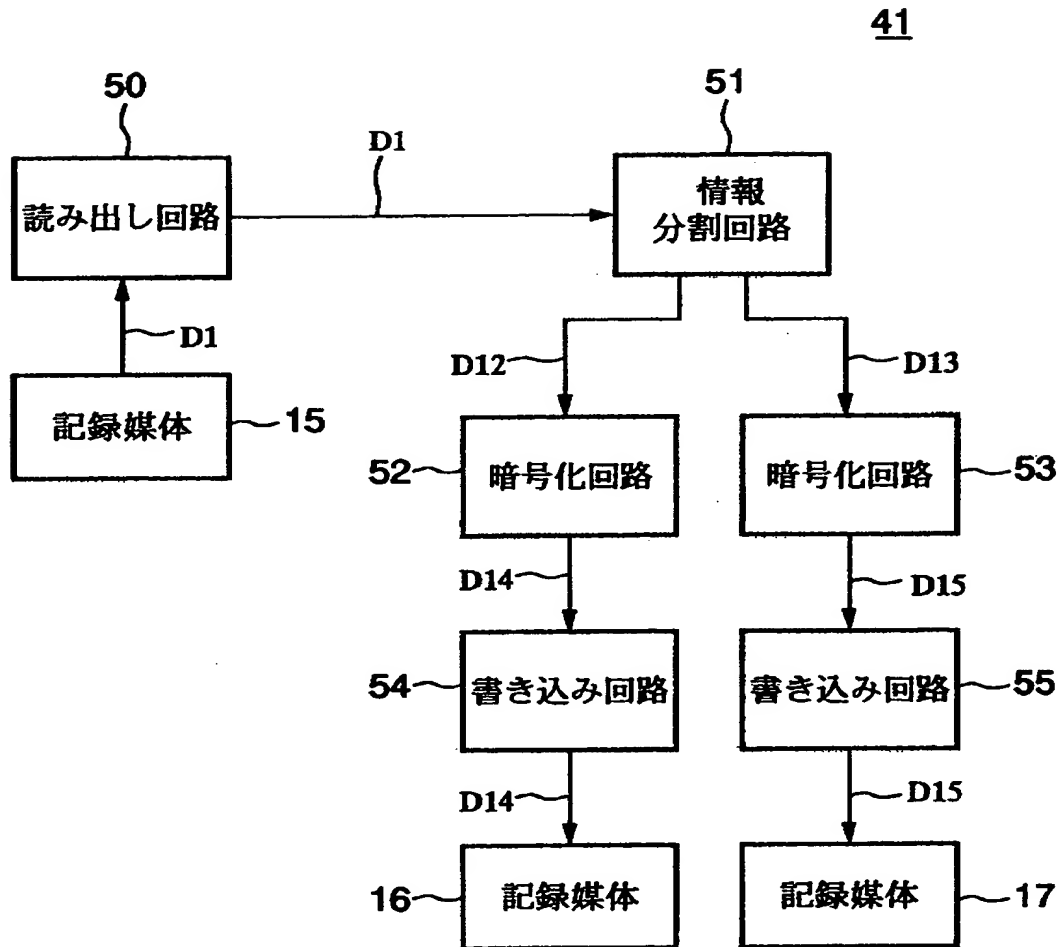 41
50
51
D1
読み出し回路
情報
分割回路
D1
D12
D13
記録媒体
15
52
暗号化回路
暗号化回路
53
D14
D15
54
書き込み回路
書き込み回路
55
D14
D15
16
記録媒体
記録媒体
17